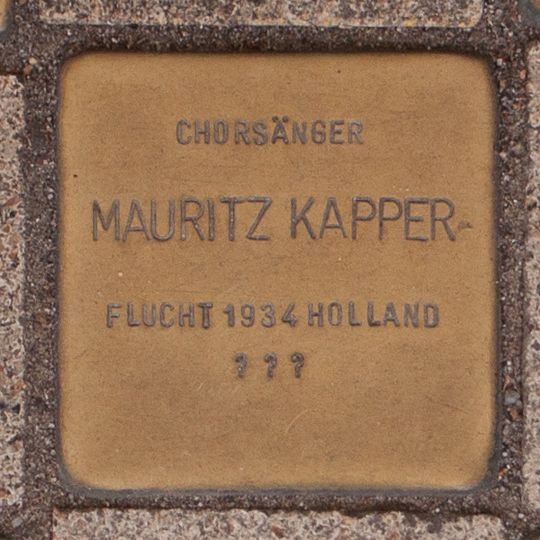 CHORSÄNGER
MAURITZ KAPPER
FLUCHT 1934 HOLLAND
? ? ?